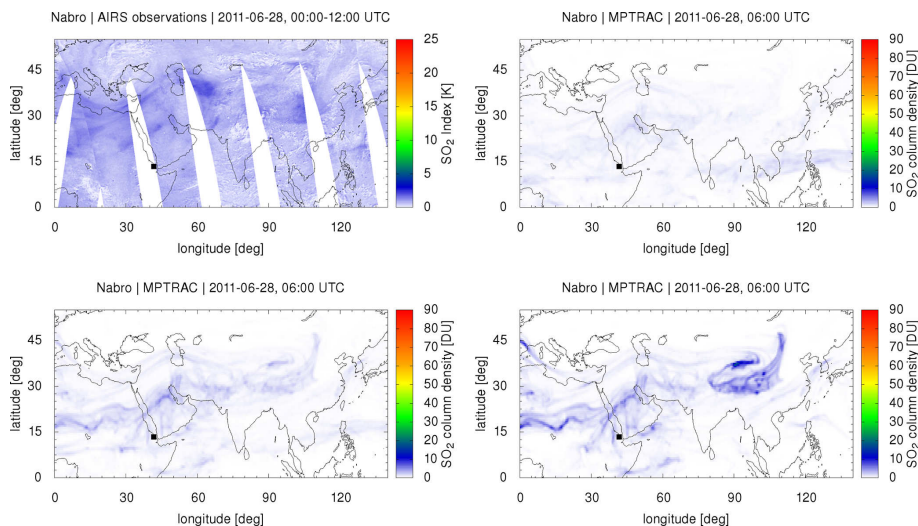 Nabro | AIRS observations | 2011-06-28, 00:00-12:00 UTC
latitude [deg]
45
30
15
0
0 30 60 90 120
longitude [deg]
25
20
15
10
5
0
SO₂ Index [K]
Nabro | MPTRAC | 2011-06-28, 06:00 UTC
latitude [deg]
45
30
15
0
0 30 60 90 120
longitude [deg]
90
80
70
60
50
40
30
20
10
0
SO₂ column density [DU]
Nabro | MPTRAC | 2011-06-28, 06:00 UTC
latitude [deg]
45
30
15
0
0 30 60 90 120
longitude [deg]
90
80
70
60
50
40
30
20
10
0
SO₂ column density [DU]
Nabro | MPTRAC | 2011-06-28, 06:00 UTC
latitude [deg]
45
30
15
0
0 30 60 90 120
longitude [deg]
90
80
70
60
50
40
30
20
10
0
SO₂ column density [DU]